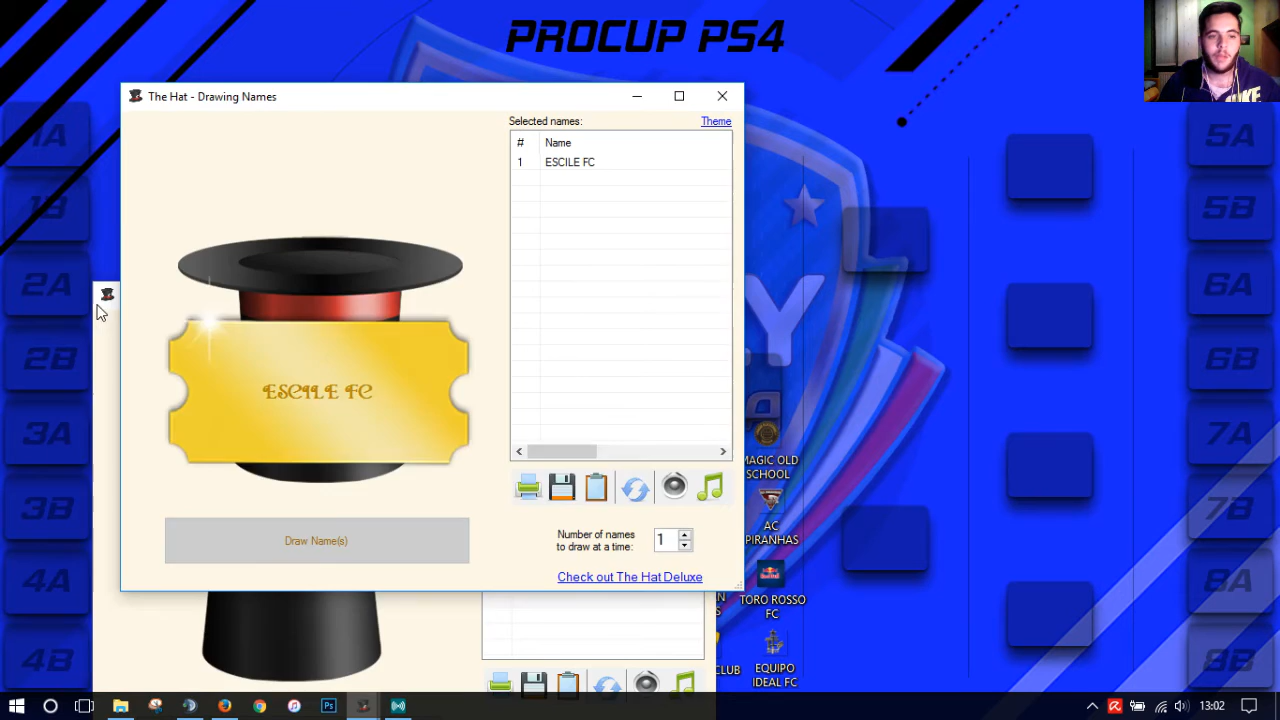 PROCUP PS4
The Hat - Drawing Names
Selected names:
Theme
# Name
1 ESCILE FC
ESCILE FC
Draw Name(s)
Number of names
to draw at a time:
1
Check out The Hat Deluxe
1A
1B
2A
2B
3A
3B
4A
4B
5A
5B
6A
6B
7A
7B
8A
8B
MAGIC OLD
SCHOOL
AC
PIRANHAS
TORO ROSSO
FC
EQUIPO
IDEAL FC
CLUB
Ps
13:02